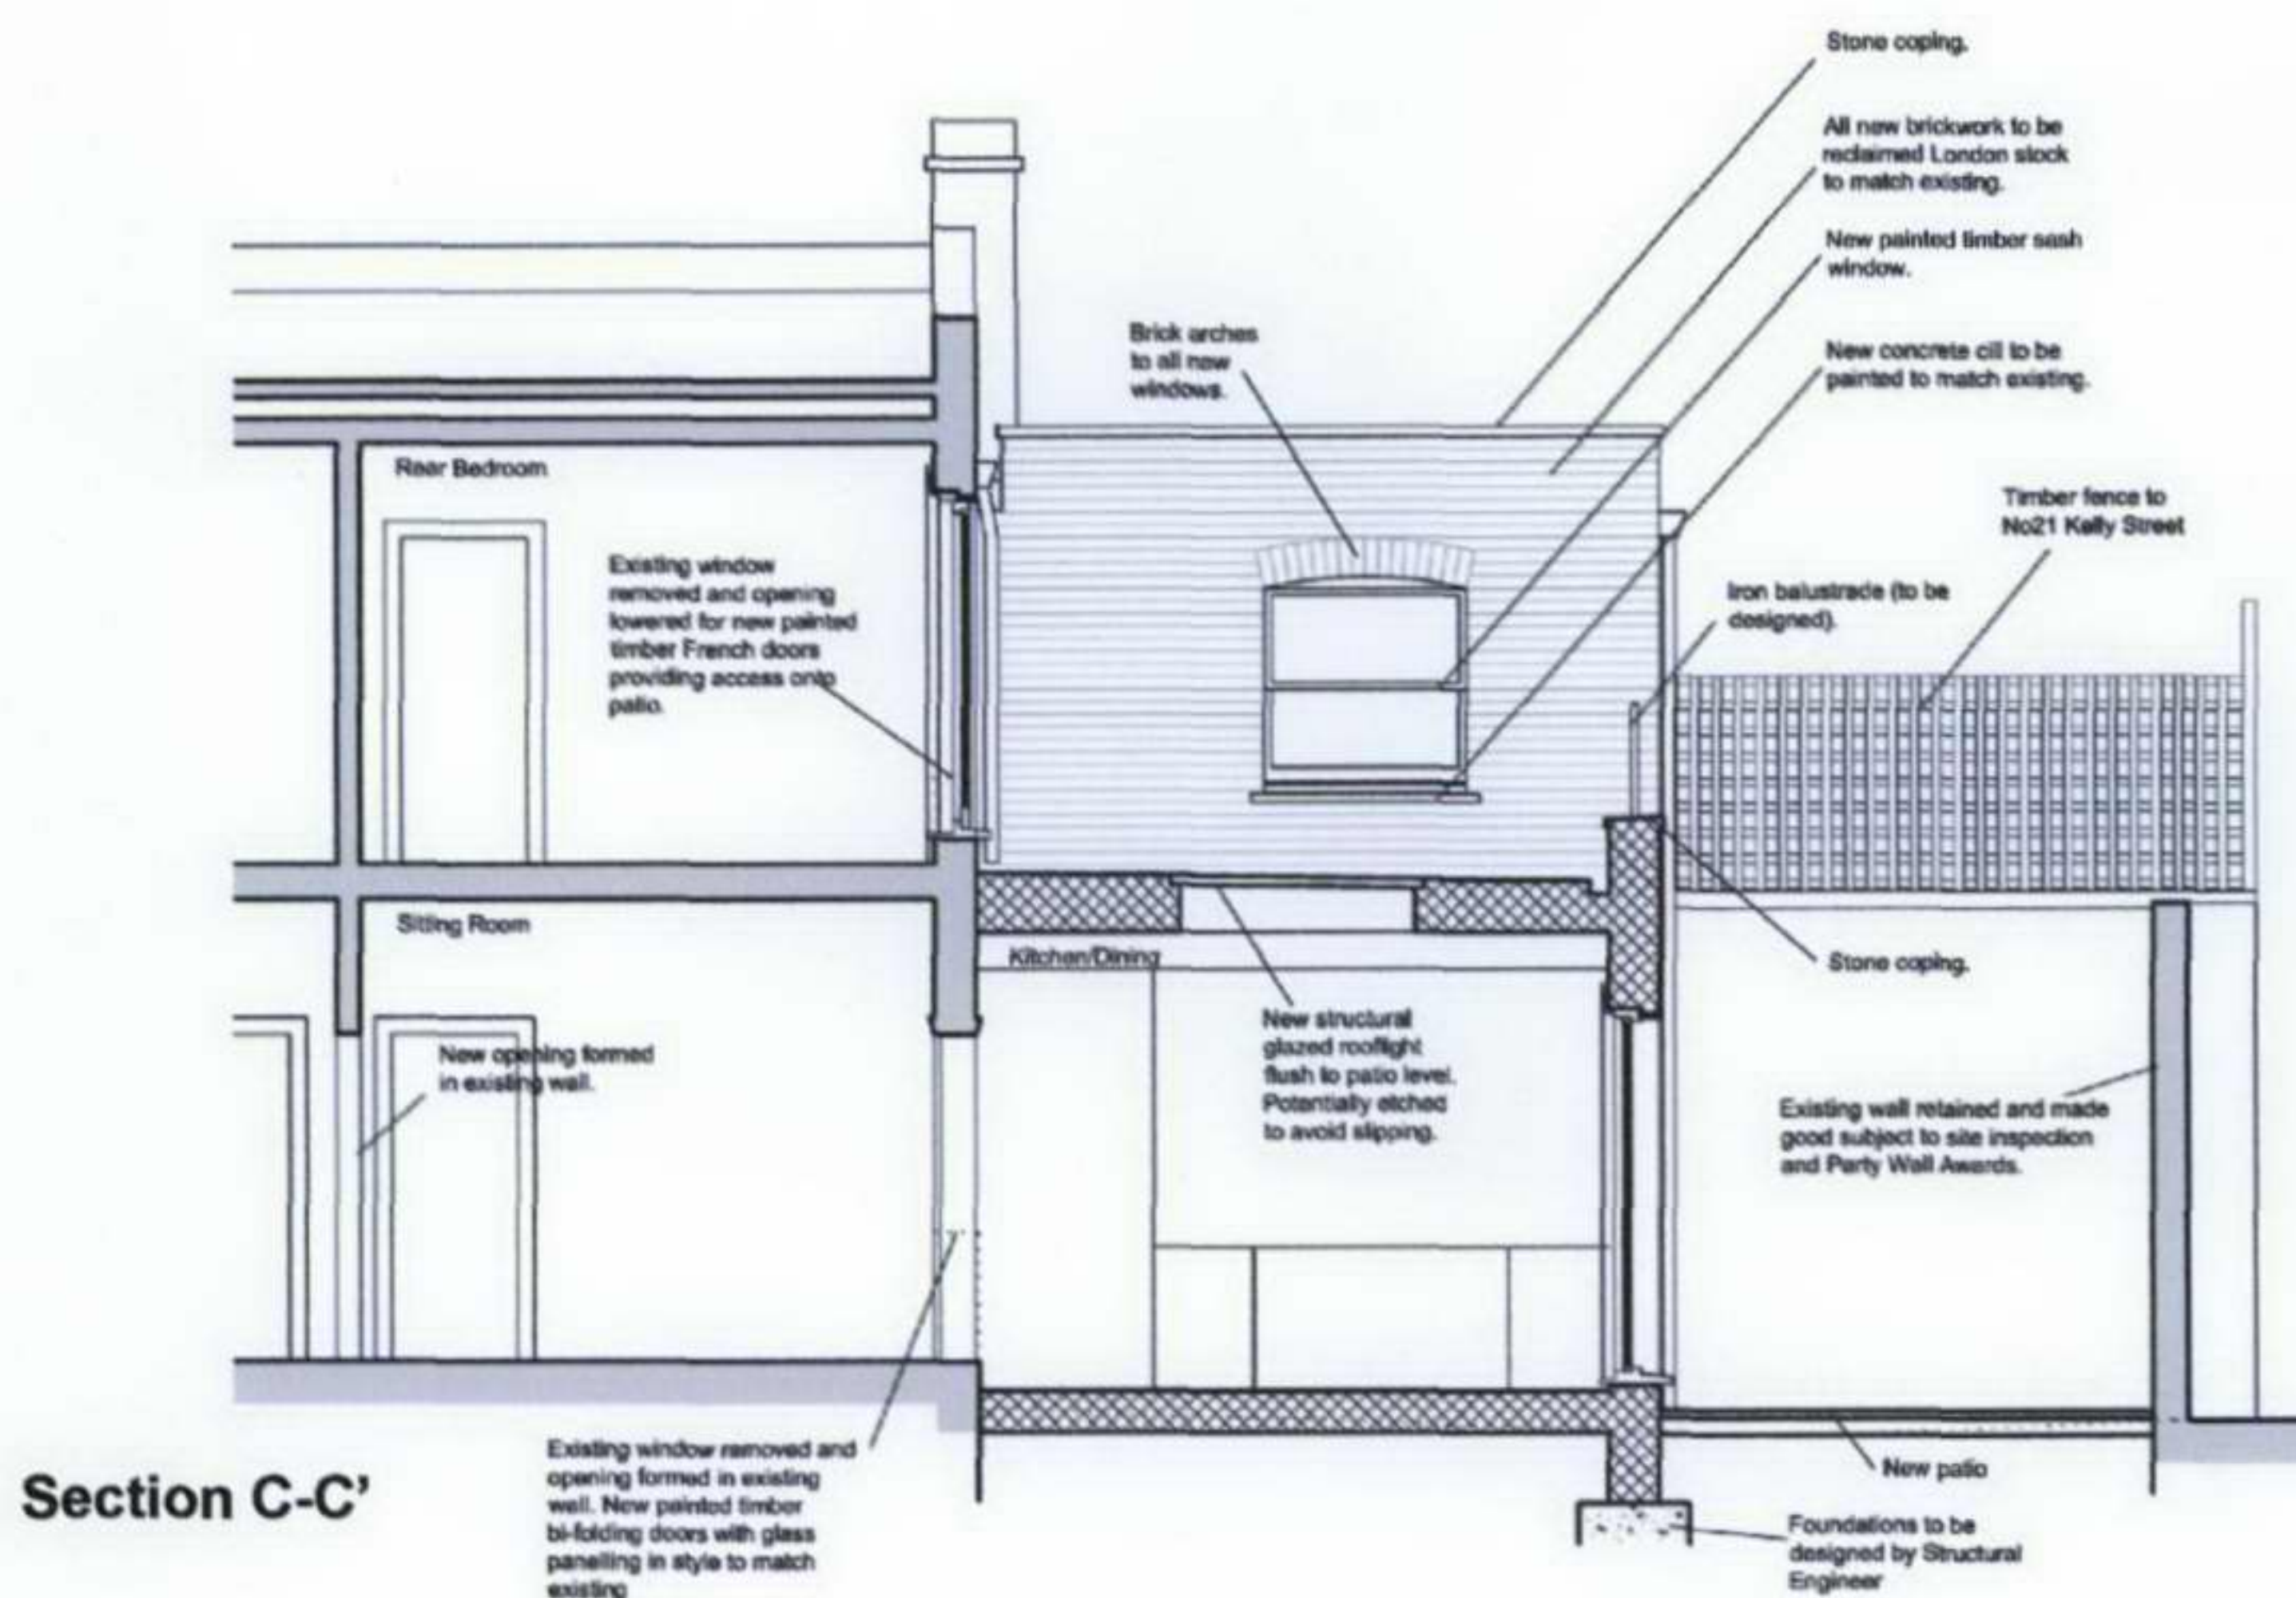 Stone coping.
All new brickwork to be
reclaimed London stock
to match existing.
New painted timber sash
window.
Brick arches
to all new
windows.
New concrete cill to be
painted to match existing.
Rear Bedroom
Timber fence to
No21 Kelly Street
Existing window
removed and opening
lowered for new painted
timber French doors
providing access onto
patio.
Iron balustrade (to be
designed).
Sitting Room
Kitchen/Dining
Stone coping.
New structural
glazed rooflight
flush to patio level.
Potentially etched
to avoid slipping.
New opening formed
in existing wall.
Existing wall retained and made
good subject to site inspection
and Party Wall Awards.
Section C-C’
Existing window removed and
opening formed in existing
wall. New painted timber
bi-folding doors with glass
panelling in style to match
existing
New patio
Foundations to be
designed by Structural
Engineer